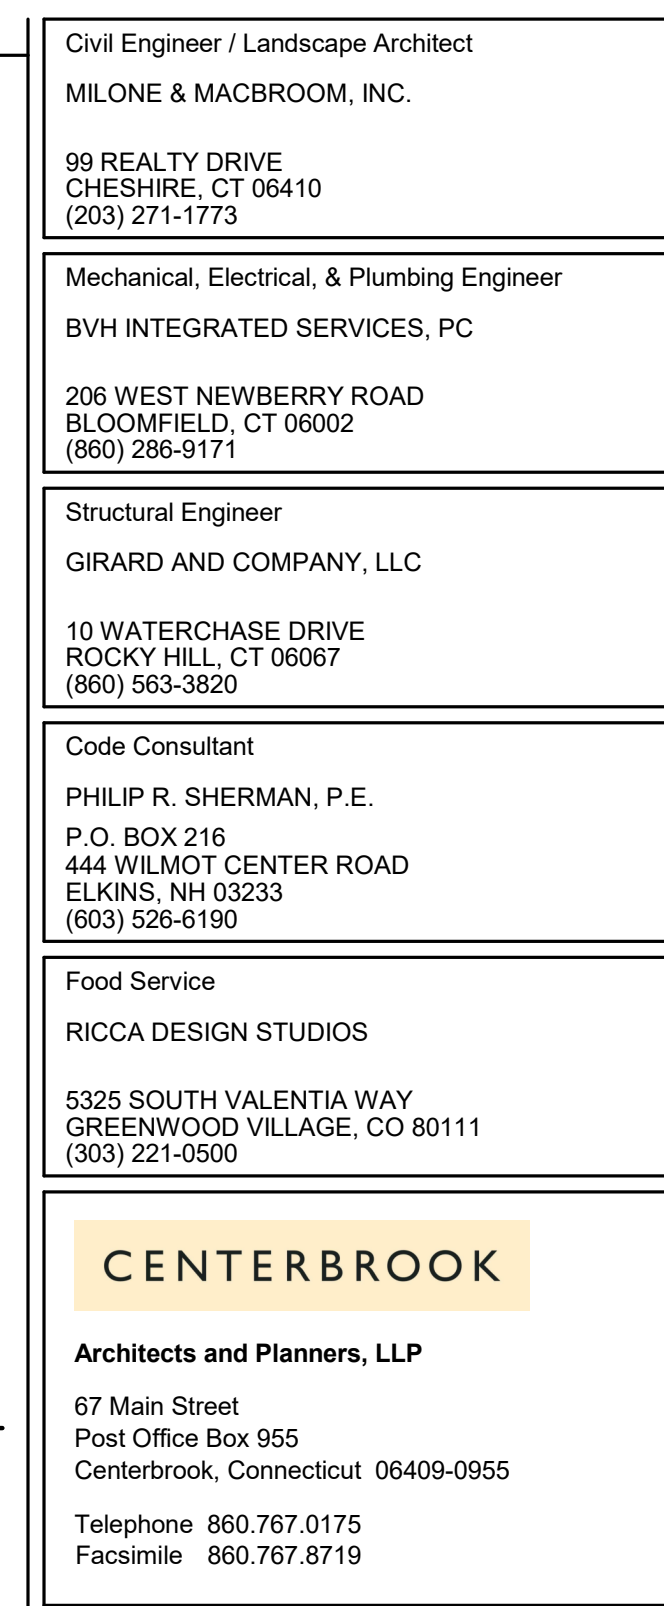 Civil Engineer / Landscape Architect
MILONE & MACBROOM, INC.
99 REALTY DRIVE
CHESHIRE, CT 06410
(203) 271-1773
Mechanical, Electrical, & Plumbing Engineer
BVH INTEGRATED SERVICES, PC
206 WEST NEWBERRY ROAD
BLOOMFIELD, CT 06002
(860) 286-9171
Structural Engineer
GIRARD AND COMPANY, LLC
10 WATERCHASE DRIVE
ROCKY HILL, CT 06067
(860) 563-3820
Code Consultant
PHILIP R. SHERMAN, P.E.
P.O. BOX 216
444 WILMOT CENTER ROAD
ELKINS, NH 03233
(603) 526-6190
Food Service
RICCA DESIGN STUDIOS
5325 SOUTH VALENTIA WAY
GREENWOOD VILLAGE, CO 80111
(303) 221-0500
CENTERBROOK
Architects and Planners, LLP
67 Main Street
Post Office Box 955
Centerbrook, Connecticut 06409-0955
Telephone 860.767.0175
Facsimile 860.767.8719